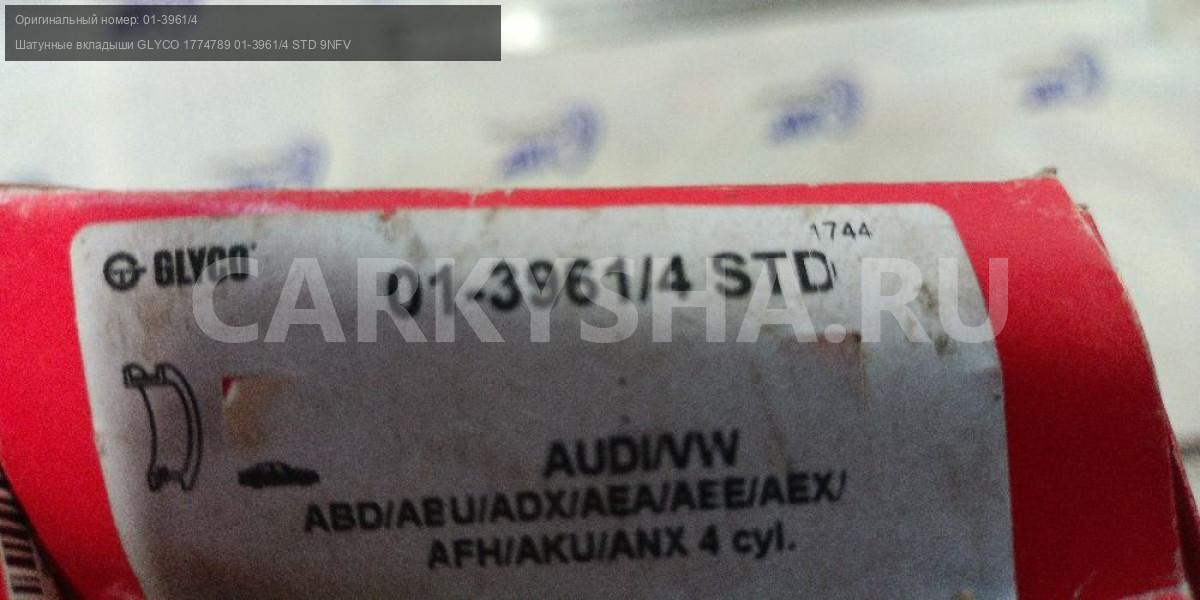 Оригинальный номер: 01-3961/4
Шатунные вкладыши GLYCO 1774789 01-3961/4 STD 9NFV
1744
GLYCO
01-3961/4 STD
CARKYSHA.RU
AUDI/VW
ABD/ABU/ADX/AEA/AEE/AEX/
AFH/AKU/ANX 4 cyl.